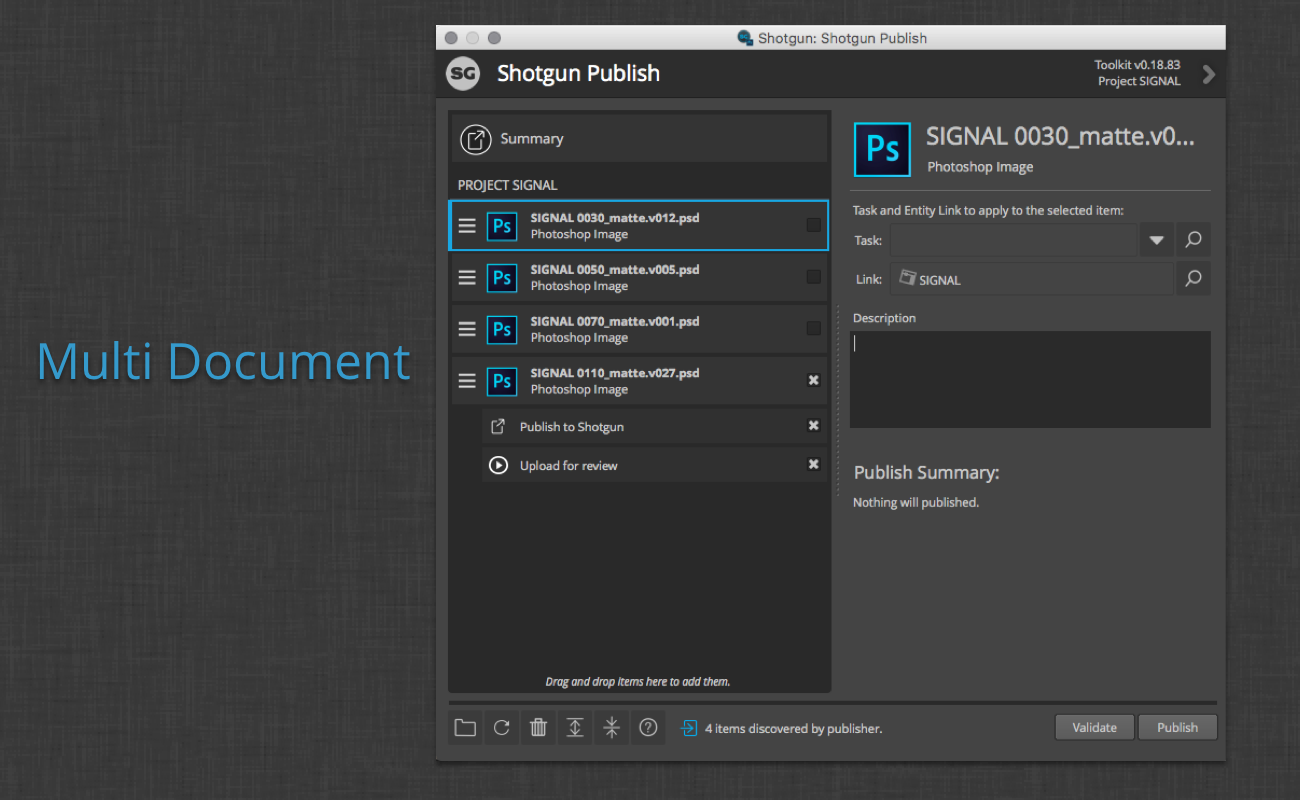 Multi Document
Shotgun: Shotgun Publish
SG
Shotgun Publish
Toolkit v0.18.83
Project SIGNAL
Summary
PROJECT SIGNAL
Ps
SIGNAL 0030_matte.v012.psd
Photoshop Image
Ps
SIGNAL 0050_matte.v005.psd
Photoshop Image
Ps
SIGNAL 0070_matte.v001.psd
Photoshop Image
Ps
SIGNAL 0110_matte.v027.psd
Photoshop Image
Publish to Shotgun
Upload for review
Drag and drop items here to add them.
Ps
SIGNAL 0030_matte.v0...
Photoshop Image
Task and Entity Link to apply to the selected item:
Task:
Link: SIGNAL
Description
Publish Summary:
Nothing will published.
4 items discovered by publisher.
Validate
Publish